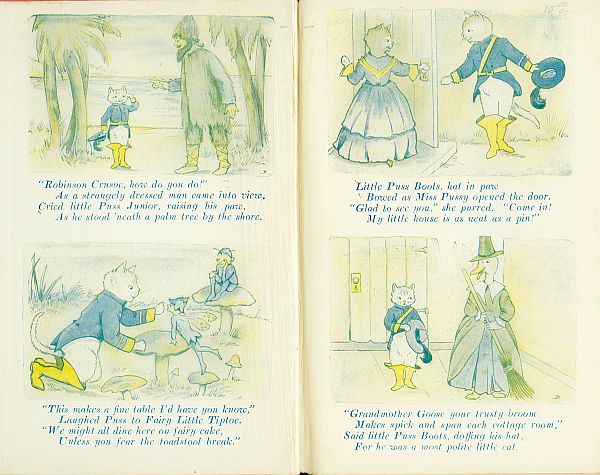 "Robinson Crusoe, how do you do!"
As a strangely dressed man came into view,
Cried little Puss Junior, raising his paw,
As he stood 'neath a palm tree by the shore.
"This makes a fine table I'd have you know,"
Laughed Puss to Fairy Little Tiptoe.
"We might all dine here on fairy cake,
Unless you fear the toadstool break."
Little Puss Boots, hat in paw
Bowed as Miss Pussy opened the door.
"Glad to see you," she purred. "Come in!
My little house is as neat as a pin!"
"Grandmother Goose your trusty broom
Makes spick and span each cottage room,"
Said little Puss Boots, doffing his hat,
For he was a most polite little cat.